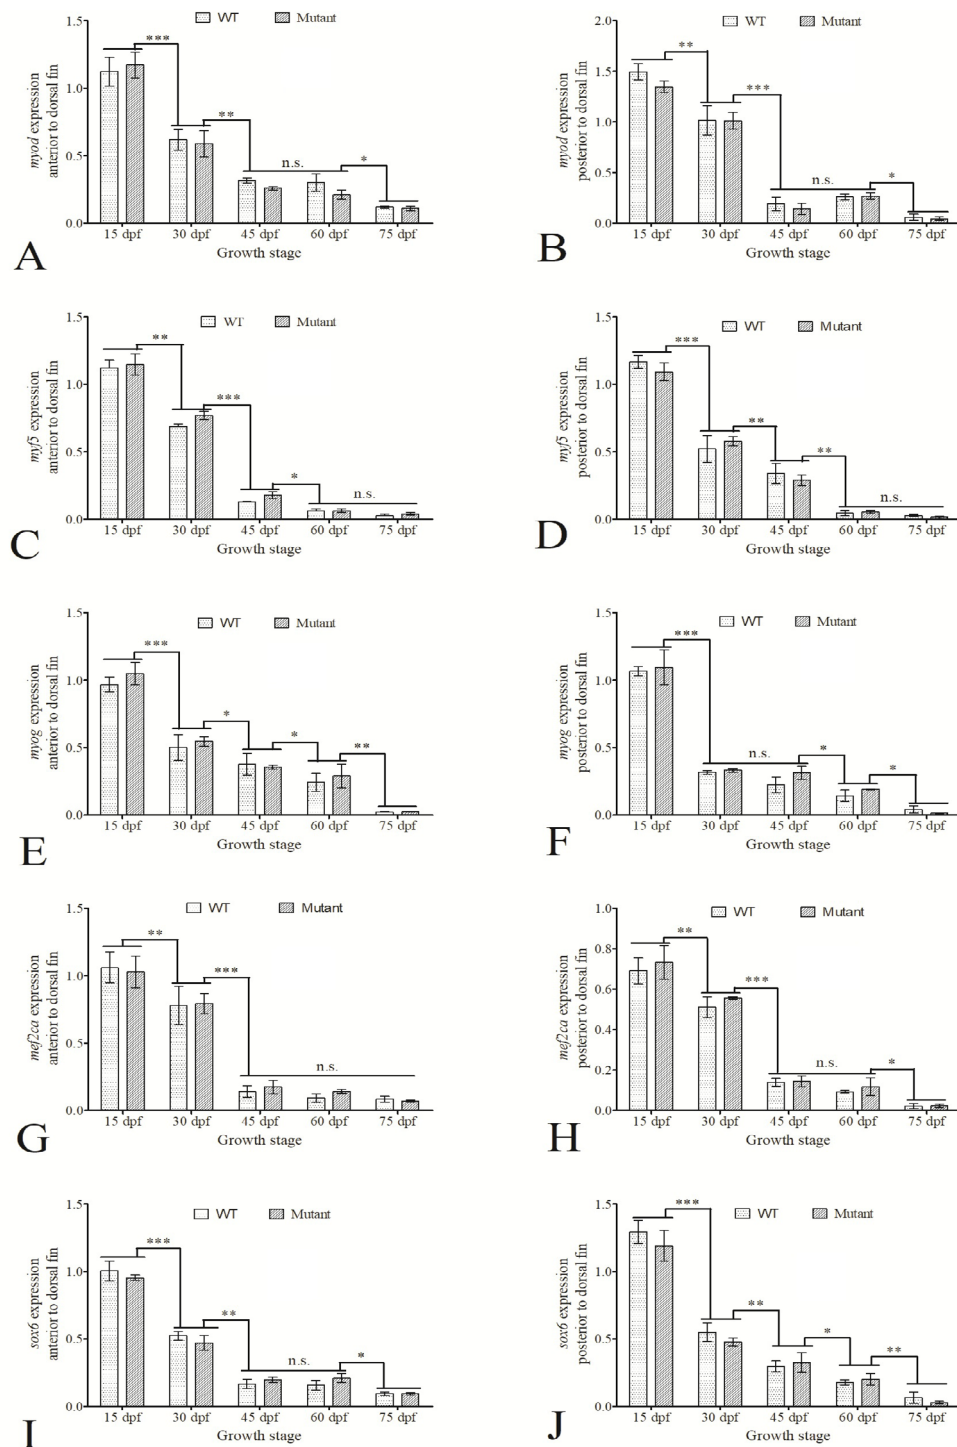 WT Mutant
myod expression
anterior to dorsal fin
1.5
1.0
0.5
0.0
*** ** n.s. *
15 dpf 30 dpf 45 dpf 60 dpf 75 dpf
Growth stage
A
WT Mutant
myod expression
posterior to dorsal fin
2.0
1.5
1.0
0.5
0.0
** *** n.s. *
15 dpf 30 dpf 45 dpf 60 dpf 75 dpf
Growth stage
B
WT Mutant
myf5 expression
anterior to dorsal fin
1.5
1.0
0.5
0.0
** *** * n.s.
15 dpf 30 dpf 45 dpf 60 dpf 75 dpf
Growth stage
C
WT Mutant
myf5 expression
posterior to dorsal fin
1.5
1.0
0.5
0.0
*** ** ** n.s.
15 dpf 30 dpf 45 dpf 60 dpf 75 dpf
Growth stage
D
WT Mutant
myog expression
anterior to dorsal fin
1.5
1.0
0.5
0.0
*** * * **
15 dpf 30 dpf 45 dpf 60 dpf 75 dpf
Growth stage
E
WT Mutant
myog expression
posterior to dorsal fin
1.5
1.0
0.5
0.0
*** n.s. * *
15 dpf 30 dpf 45 dpf 60 dpf 75 dpf
Growth stage
F
WT Mutant
mef2ca expression
anterior to dorsal fin
1.5
1.0
0.5
0.0
** *** n.s.
15 dpf 30 dpf 45 dpf 60 dpf 75 dpf
Growth stage
G
WT Mutant
mef2ca expression
posterior to dorsal fin
1.0
0.8
0.6
0.4
0.2
0.0
** *** n.s. *
15 dpf 30 dpf 45 dpf 60 dpf 75 dpf
Growth stage
H
WT Mutant
sox6 expression
anterior to dorsal fin
1.5
1.0
0.5
0.0
*** ** n.s. *
15 dpf 30 dpf 45 dpf 60 dpf 75 dpf
Growth stage
I
WT Mutant
sox6 expression
posterior to dorsal fin
1.5
1.0
0.5
0.0
*** ** * **
15 dpf 30 dpf 45 dpf 60 dpf 75 dpf
Growth stage
J